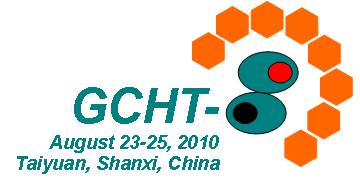 GCHT-8
August 23-25, 2010
Taiyuan, Shanxi, China